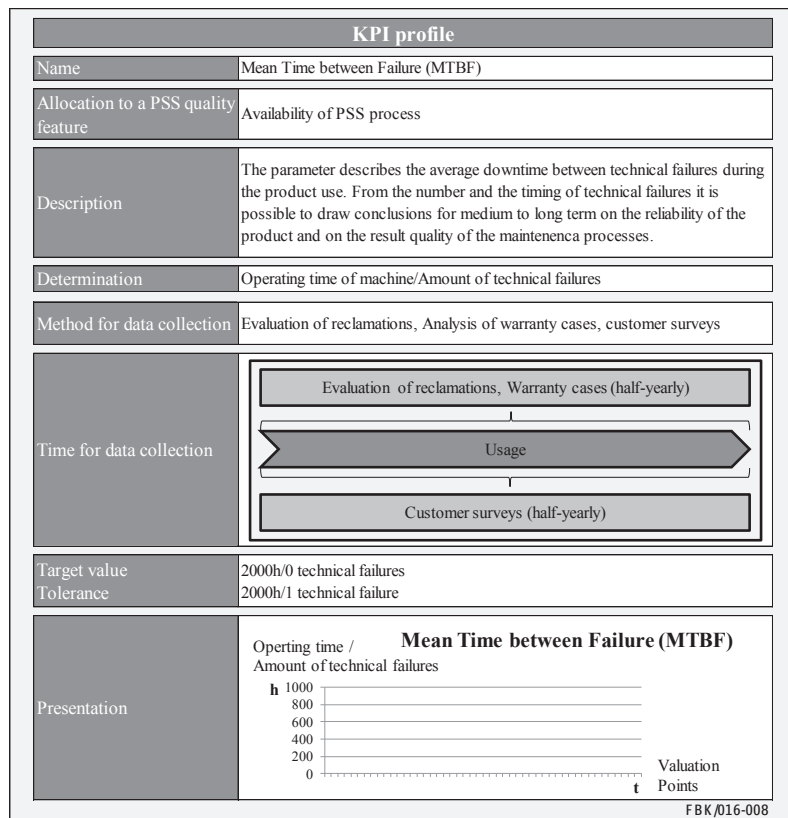 KPI profile
Name
Mean Time between Failure (MTBF)
Allocation to a PSS quality
feature
Availability of PSS process
Description
The parameter describes the average downtime between technical failures during
the product use. From the number and the timing of technical failures it is
possible to draw conclusions for medium to long term on the reliability of the
product and on the result quality of the maintenenca processes.
Determination
Operating time of machine/Amount of technical failures
Method for data collection
Evaluation of reclamations, Analysis of warranty cases, customer surveys
Time for data collection
Evaluation of reclamations, Warranty cases (half-yearly)
Usage
Customer surveys (half-yearly)
Target value
Tolerance
2000h/0 technical failures
2000h/1 technical failure
Presentation
Mean Time between Failure (MTBF)
Operting time /
Amount of technical failures
h
1000
800
600
400
200
0
t
Valuation
Points
FBK/016-008